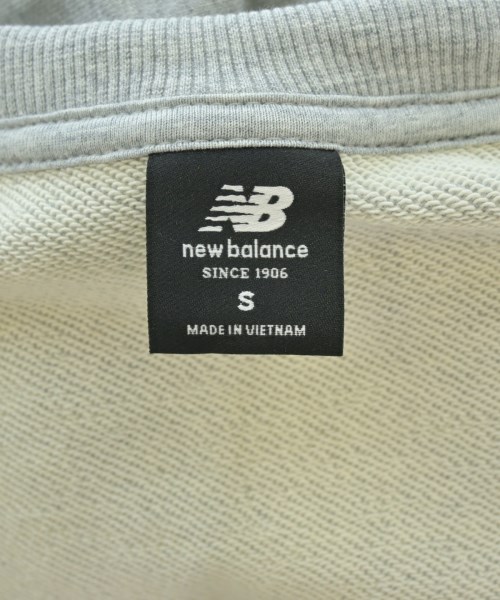 NB
new balance
SINCE 1906
S
MADE IN VIETNAM